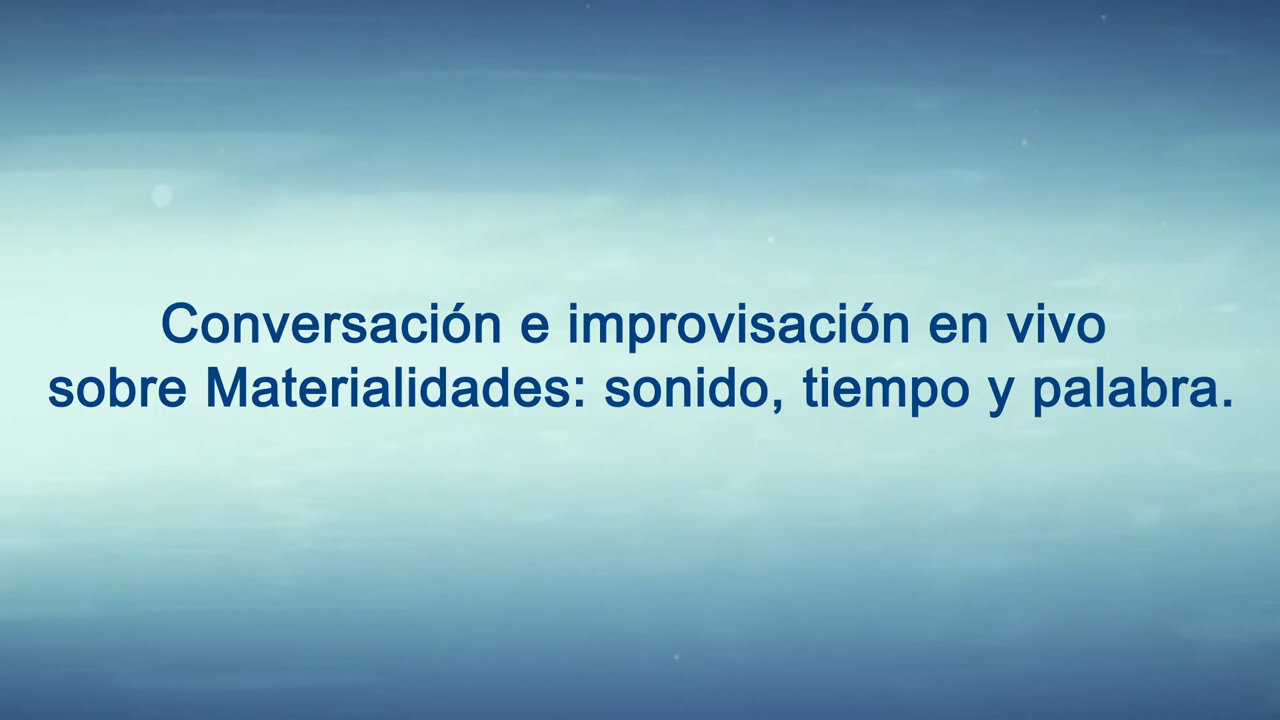 Conversación e improvisación en vivo
sobre Materialidades: sonido, tiempo y palabra.